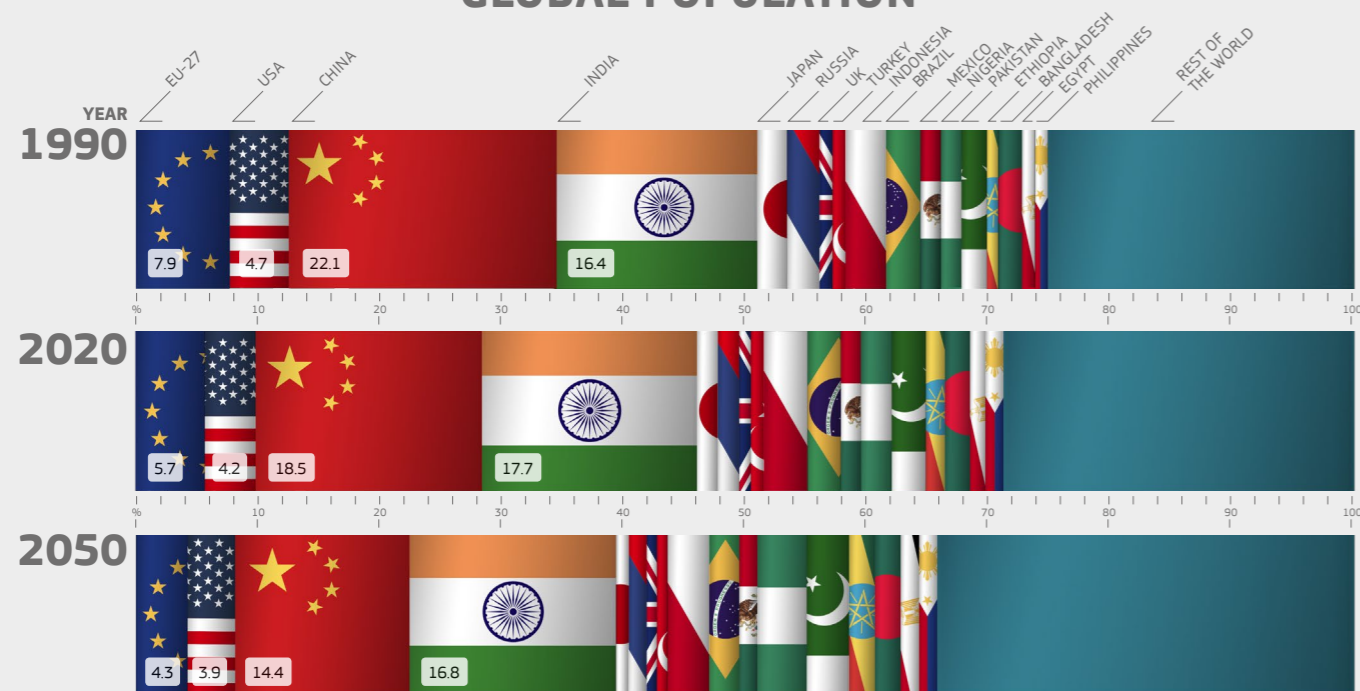 GLOBAL POPULATION
EU-27
USA
CHINA
INDIA
JAPAN
RUSSIA
UK
TURKEY
INDONESIA
BRAZIL
MEXICO
NIGERIA
PAKISTAN
ETHIOPIA
BANGLADESH
EGYPT
PHILIPPINES
REST OF
THE WORLD
YEAR
1990
7.9 4.7 22.1 16.4
% 10 20 30 40 50 60 70 80 90 100
2020
5.7 4.2 18.5 17.7
% 10 20 30 40 50 60 70 80 90 100
2050
4.3 3.9 14.4 16.8